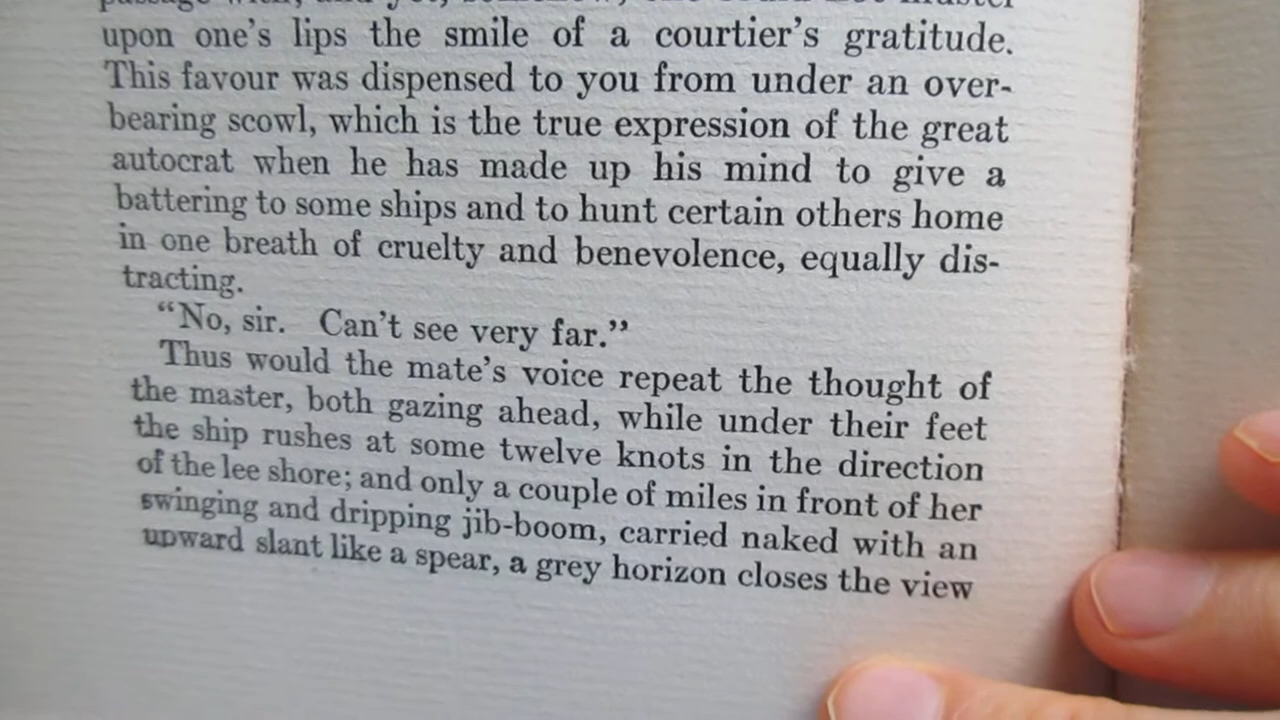 upon one's lips the smile of a courtier's gratitude.
This favour was dispensed to you from under an over-
bearing scowl, which is the true expression of the great
autocrat when he has made up his mind to give a
battering to some ships and to hunt certain others home
in one breath of cruelty and benevolence, equally dis-
tracting.
“No, sir. Can't see very far.”
Thus would the mate's voice repeat the thought of
the master, both gazing ahead, while under their feet
the ship rushes at some twelve knots in the direction
of the lee shore; and only a couple of miles in front of her
swinging and dripping jib-boom, carried naked with an
upward slant like a spear, a grey horizon closes the view